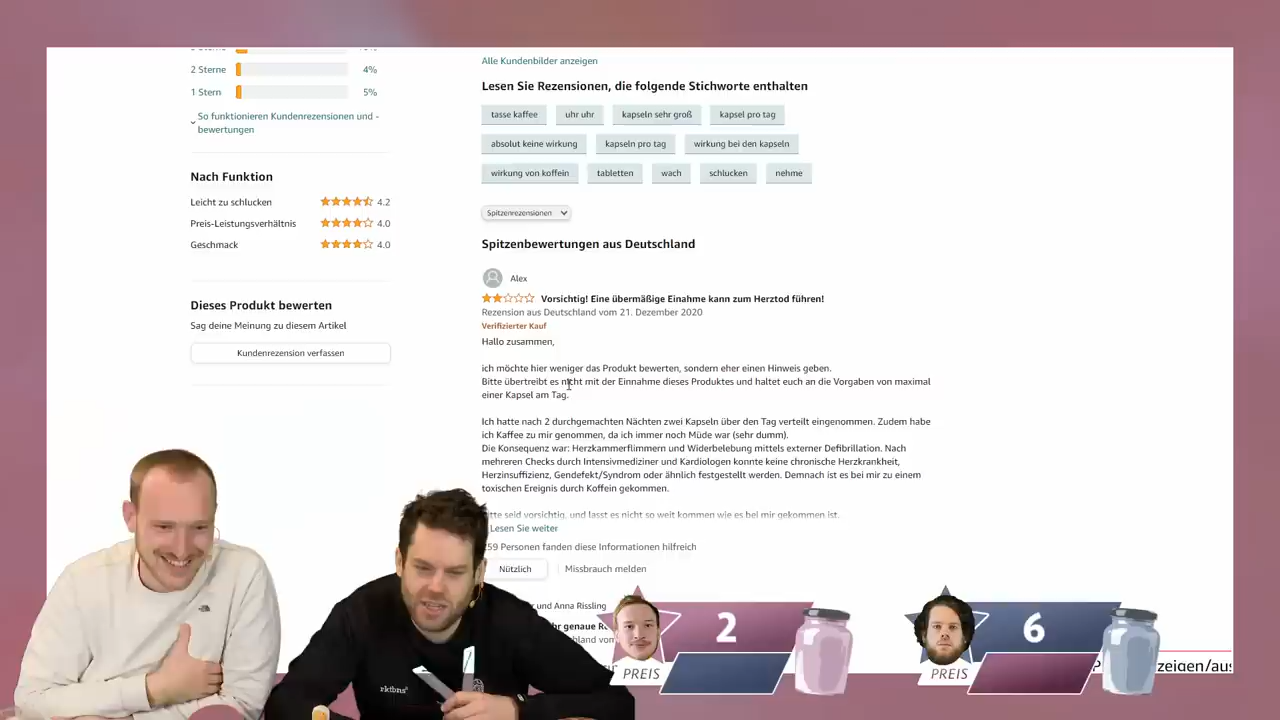 2 Sterne
4%
1 Stern
5%
So funktionieren Kundenrezensionen und -
bewertungen
Nach Funktion
Leicht zu schlucken
4.2
Preis-Leistungsverhältnis
4.0
Geschmack
4.0
Dieses Produkt bewerten
Sag deine Meinung zu diesem Artikel
Kundenrezension verfassen
Alle Kundenbilder anzeigen
Lesen Sie Rezensionen, die folgende Stichworte enthalten
tasse kaffee
uhr uhr
kapseln sehr groß
kapsel pro tag
absolut keine wirkung
kapseln pro tag
wirkung bei den kapseln
wirkung von koffein
tabletten
wach
schlucken
nehme
Spitzenrezensionen
Spitzenbewertungen aus Deutschland
Alex
Vorsichtig! Eine übermäßige Einahme kann zum Herztod führen!
Rezension aus Deutschland vom 21. Dezember 2020
Verifizierter Kauf
Hallo zusammen,
ich möchte hier weniger das Produkt bewerten, sondern eher einen Hinweis geben.
Bitte übertreibt es nicht mit der Einnahme dieses Produktes und haltet euch an die Vorgaben von maximal
einer Kapsel am Tag.
Ich hatte nach 2 durchgemachten Nächten zwei Kapseln über den Tag verteilt eingenommen. Zudem habe
ich Kaffee zu mir genommen, da ich immer noch Müde war (sehr dumm).
Die Konsequenz war: Herzkammerflimmern und Widerbelebung mittels externer Defibrillation. Nach
mehreren Checks durch Intensivmediziner und Kardiologen konnte keine chronische Herzkrankheit,
Herzinsuffizienz, Gendefekt/Syndrom oder ähnlich festgestellt werden. Demnach ist es bei mir zu einem
toxischen Ereignis durch Koffein gekommen.
seid vorsichtig, und lasst es nicht so weit kommen wie es bei mir gekommen ist.
Lesen Sie weiter
59 Personen fanden diese Informationen hilfreich
Nützlich
Missbrauch melden
und Anna Rissling
genaue
vom
2
PREIS
6
PREIS
zeigen/aus
rktbns